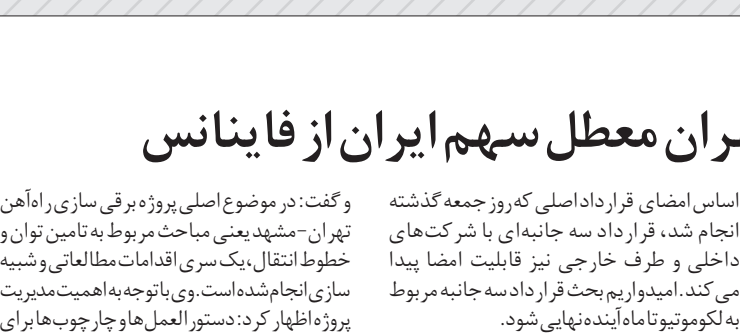 ران معطل سهم ایران از فاینانس
اساس امضای قرارداد اصلی که روز جمعه گذشته
انجام شد، قرارداد سه جانبه‌ای با شرکت‌های
داخلی و طرف خارجی نیز قابلیت امضا پیدا
می‌کند. امیدواریم بحث قرارداد سه جانبه مربوط
به لکوموتیو تا ماه آینده نهایی شود.
و گفت: در موضوع اصلی پروژه برقی سازی راه‌آهن
تهران-مشهد یعنی مباحث مربوط به تامین توان و
خطوط انتقال، یک سری اقدامات مطالعاتی و شبیه
سازی انجام شده است. وی با توجه به اهمیت مدیریت
پروژه اظهار کرد: دستورالعمل‌ها و چارچوب‌ها برای